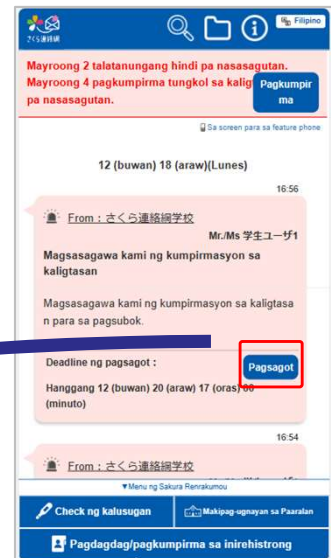 さくら連絡網
Filipino
Mayroong 2 talatanungang hindi pa nasasagutan.
Mayroong 4 pagkumpirma tungkol sa kalig
pa nasasagutan.
Pagkumpir
ma
Sa screen para sa feature phone
12 (buwan) 18 (araw)(Lunes)
16:56
From：さくら連絡綱学校
Mr./Ms 学生ユーザ1
Magsasagawa kami ng kumpirmasyon sa
kaligtasan
Magsasagawa kami ng kumpirmasyon sa kaligtasa
n para sa pagsubok.
Deadline ng pagsagot：
Pagsagot
Hanggang 12 (buwan) 20 (araw) 17 (oras)
(minuto)
16:54
From：さくら連絡綱学校
▼Menu ng Sakura Renrakumou
Check ng kalusugan
Makipag-ugnayan sa Paaralan
Pagdagdag/pagkumpirma sa inirehistrong